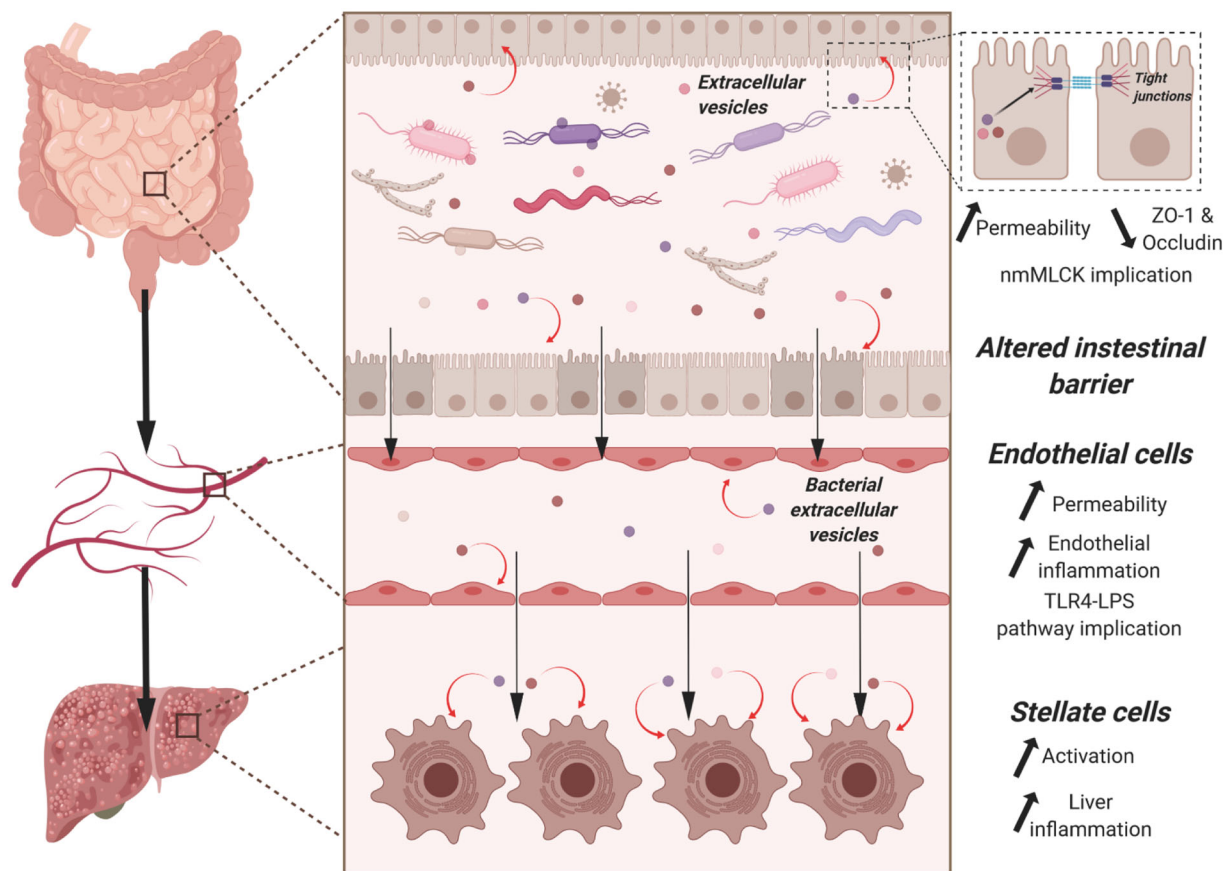 Extracellular
vesicles
Tight
junctions
Permeability
ZO-1 &
Occludin
nmMLCK implication
Altered instestinal
barrier
Endothelial cells
Permeability
Endothelial
inflammation
TLR4-LPS
pathway implication
Bacterial
extracellular
vesicles
Stellate cells
Activation
Liver
inflammation